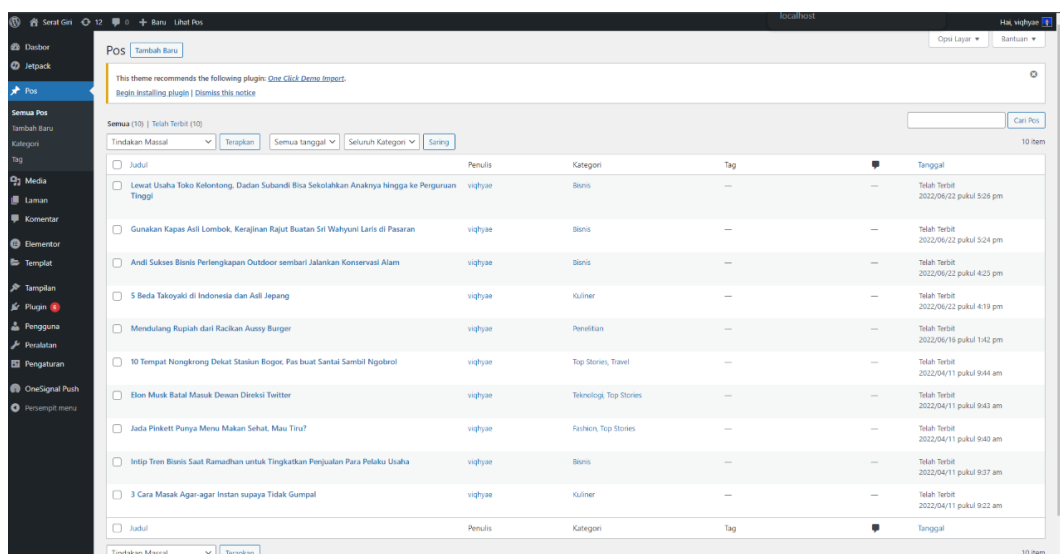 localhost
Serat Giri 12 0 + Baru Lihat Pos Hai, viqhyae
Opsi Layar ▼ Bantuan ▼
Dasbor
Jetpack
Pos
Semua Pos
Tambah Baru
Kategori
Tag
Media
Laman
Komentar
Elementor
Templat
Tampilan
Plugin
Pengguna
Peralatan
Pengaturan
OneSignal Push
Persempit menu
Pos Tambah Baru
This theme recommends the following plugin: One Click Demo Import.
Begin installing plugin | Dismiss this notice
Semua (10) | Telah Terbit (10)
Cari Pos
Tindakan Massal Terapkan Semua tanggal Seluruh Kategori Saring 10 item
Judul Penulis Kategori Tag Tanggal
Lewat Usaha Toko Kelontong, Dadan Subandi Bisa Sekolahkan Anaknya hingga ke Perguruan viqhyae Bisnis — — Telah Terbit
Tinggi 2022/06/22 pukul 5:26 pm
Gunakan Kapas Asli Lombok, Kerajinan Rajut Buatan Sri Wahyuni Laris di Pasaran viqhyae Bisnis — — Telah Terbit
2022/06/22 pukul 5:24 pm
Andi Sukses Bisnis Perlengkapan Outdoor sembari Jalankan Konservasi Alam viqhyae Bisnis — — Telah Terbit
2022/06/22 pukul 4:25 pm
5 Beda Takoyaki di Indonesia dan Asli Jepang viqhyae Kuliner — — Telah Terbit
2022/06/22 pukul 4:19 pm
Mendulang Rupiah dari Racikan Aussy Burger viqhyae Penelitian — — Telah Terbit
2022/06/16 pukul 1:42 pm
10 Tempat Nongkrong Dekat Stasiun Bogor, Pas buat Santai Sambil Ngobrol viqhyae Top Stories, Travel — — Telah Terbit
2022/04/11 pukul 9:44 am
Elon Musk Batal Masuk Dewan Direksi Twitter viqhyae Teknologi, Top Stories — — Telah Terbit
2022/04/11 pukul 9:43 am
Jada Pinkett Punya Menu Makan Sehat, Mau Tiru? viqhyae Fashion, Top Stories — — Telah Terbit
2022/04/11 pukul 9:40 am
Intip Tren Bisnis Saat Ramadhan untuk Tingkatkan Penjualan Para Pelaku Usaha viqhyae Bisnis — — Telah Terbit
2022/04/11 pukul 9:37 am
3 Cara Masak Agar-agar Instan supaya Tidak Gumpal viqhyae Kuliner — — Telah Terbit
2022/04/11 pukul 9:22 am
Judul Penulis Kategori Tag Tanggal
Tindakan Massal Terapkan 10 item